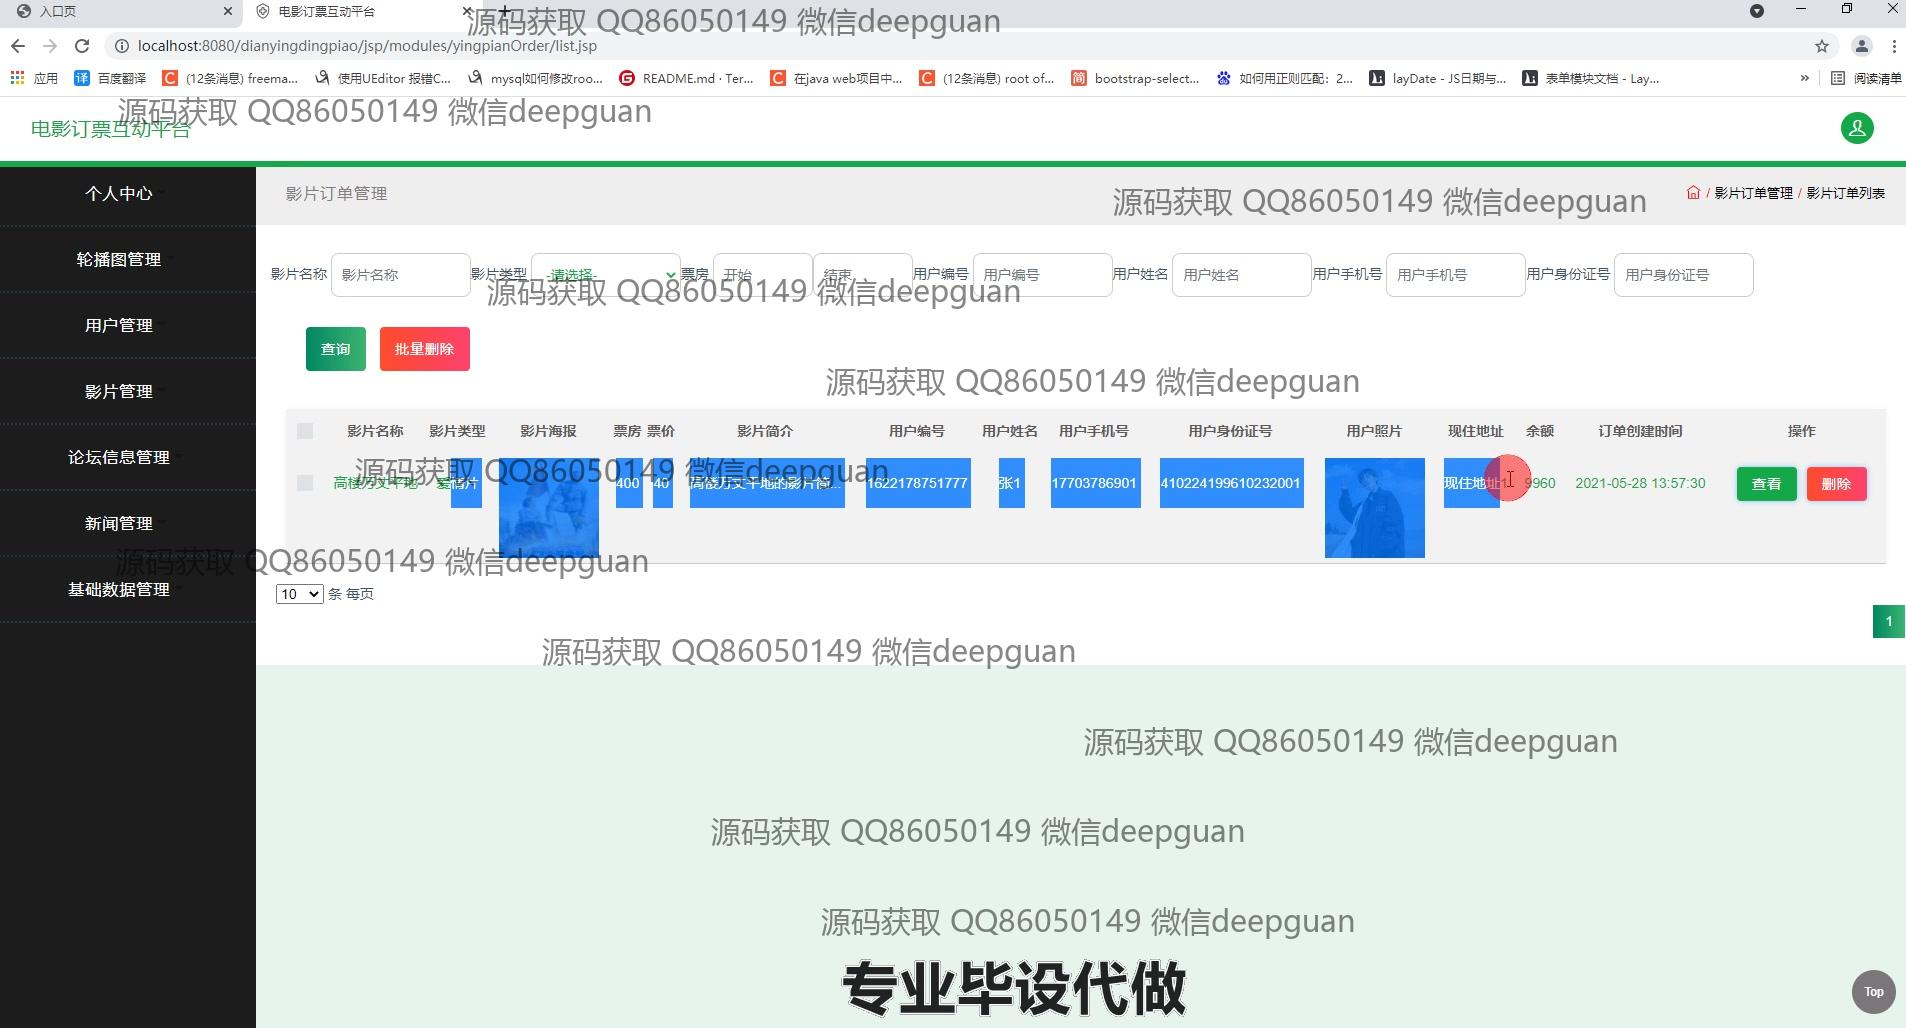 入口页
电影订票互动平台
源码获取 QQ86050149 微信deepguan
localhost:8080/dianyingdingpiao/jsp/modules/yingpianOrder/list.jsp
应用 百度翻译 (12条消息) freema... 使用UEditor 报错C... mysql如何修改roo... README.md · Ter... 在java web项目中... (12条消息) root of... bootstrap-select... 如何用正则匹配：2... layDate - JS日期与... 表单模块文档 - Lay... » 阅读清单
源码获取 QQ86050149 微信deepguan
电影订票互动平台
个人中心
轮播图管理
用户管理
影片管理
论坛信息管理
新闻管理
基础数据管理
影片订单管理
源码获取 QQ86050149 微信deepguan
/ 影片订单管理 / 影片订单列表
影片名称 影片名称 影片类型 -请选择- 票房 开始 结束 用户编号 用户编号 用户姓名 用户姓名 用户手机号 用户手机号 用户身份证号 用户身份证号
源码获取 QQ86050149 微信deepguan
查询 批量删除
源码获取 QQ86050149 微信deepguan
影片名称 影片类型 影片海报 票房 票价 影片简介 用户编号 用户姓名 用户手机号 用户身份证号 用户照片 现住地址 余额 订单创建时间 操作
源码获取 QQ86050149 微信deepguan
高楼万丈平地 爱情片 400 40 高楼万丈平地的影片简... 1622178751777 张1 17703786901 410224199610232001 现住地址1 9960 2021-05-28 13:57:30 查看 删除
源码获取 QQ86050149 微信deepguan
10 条 每页
1
源码获取 QQ86050149 微信deepguan
源码获取 QQ86050149 微信deepguan
源码获取 QQ86050149 微信deepguan
源码获取 QQ86050149 微信deepguan
专业毕设代做
Top